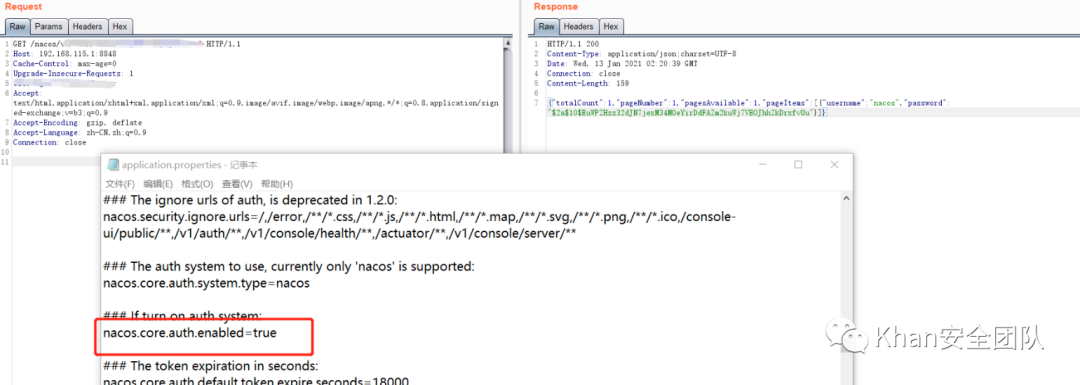 Request
Raw Params Headers Hex
1 GET /nacos/ HTTP/1.1
2 Host: 192.168.115.1:8848
3 Cache-Control: max-age=0
4 Upgrade-Insecure-Requests: 1
5
6 Accept:
text/html,application/xhtml+xml,application/xml;q=0.9,image/avif,image/webp,image/apng,*/*;q=0.8,application/sign
ed-exchange;v=b3;q=0.9
7 Accept-Encoding: gzip, deflate
8 Accept-Language: zh-CN,zh;q=0.9
9 Connection: close
10
11
Response
Raw Headers Hex
1 HTTP/1.1 200
2 Content-Type: application/json;charset=UTF-8
3 Date: Wed, 13 Jan 2021 02:20:39 GMT
4 Connection: close
5 Content-Length: 159
6
7 {"totalCount":1,"pageNumber":1,"pagesAvailable":1,"pageItems":[{"username":"nacos","password":
application.properties - 记事本
文件(F) 编辑(E) 格式(O) 查看(V) 帮助(H)
### The ignore urls of auth, is deprecated in 1.2.0:
nacos.security.ignore.urls=/,/error,/**/*.css,/**/*.js,/**/*.html,/**/*.map,/**/*.svg,/**/*.png,/**/*.ico,/console-
ui/public/**,/v1/auth/**,/v1/console/health/**,/actuator/**,/v1/console/server/**
### The auth system to use, currently only 'nacos' is supported:
nacos.core.auth.system.type=nacos
### If turn on auth system:
nacos.core.auth.enabled=true
### The token expiration in seconds:
nacos.core.auth.default.token.expire.seconds=18000
Khan安全团队